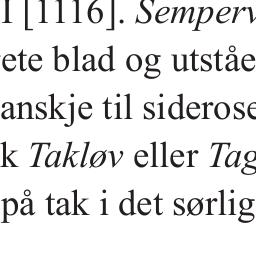 I [1116]. Semperv
ete blad og utståe
anskje til siderose
k Takløv eller Tag
på tak i det sørlig